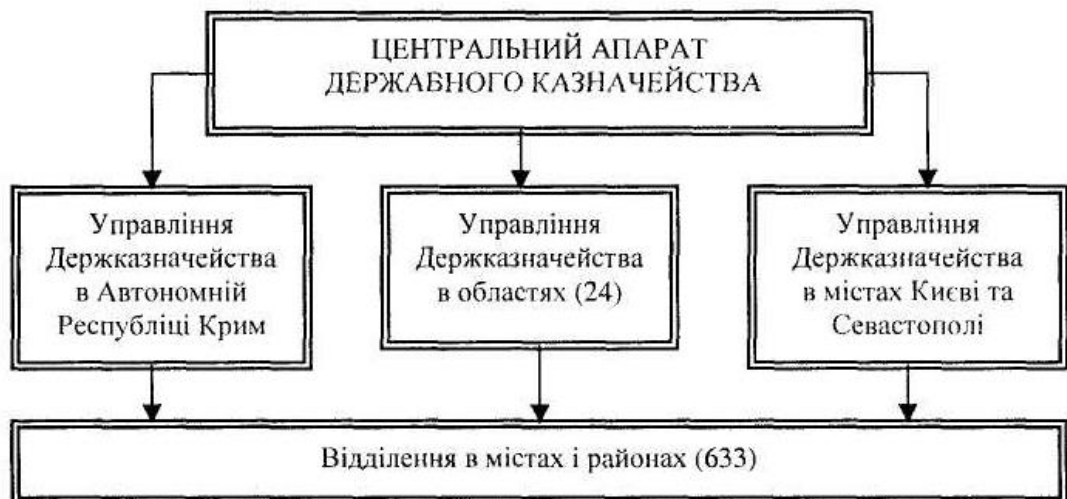 ЦЕНТРАЛЬНИЙ АПАРАТ
ДЕРЖАВНОГО КАЗНАЧЕЙСТВА
Управління
Держказначейства
в Автономній
Республіці Крим
Управління
Держказначейства
в областях (24)
Управління
Держказначейства
в містах Києві та
Севастополі
Відділення в містах і районах (633)